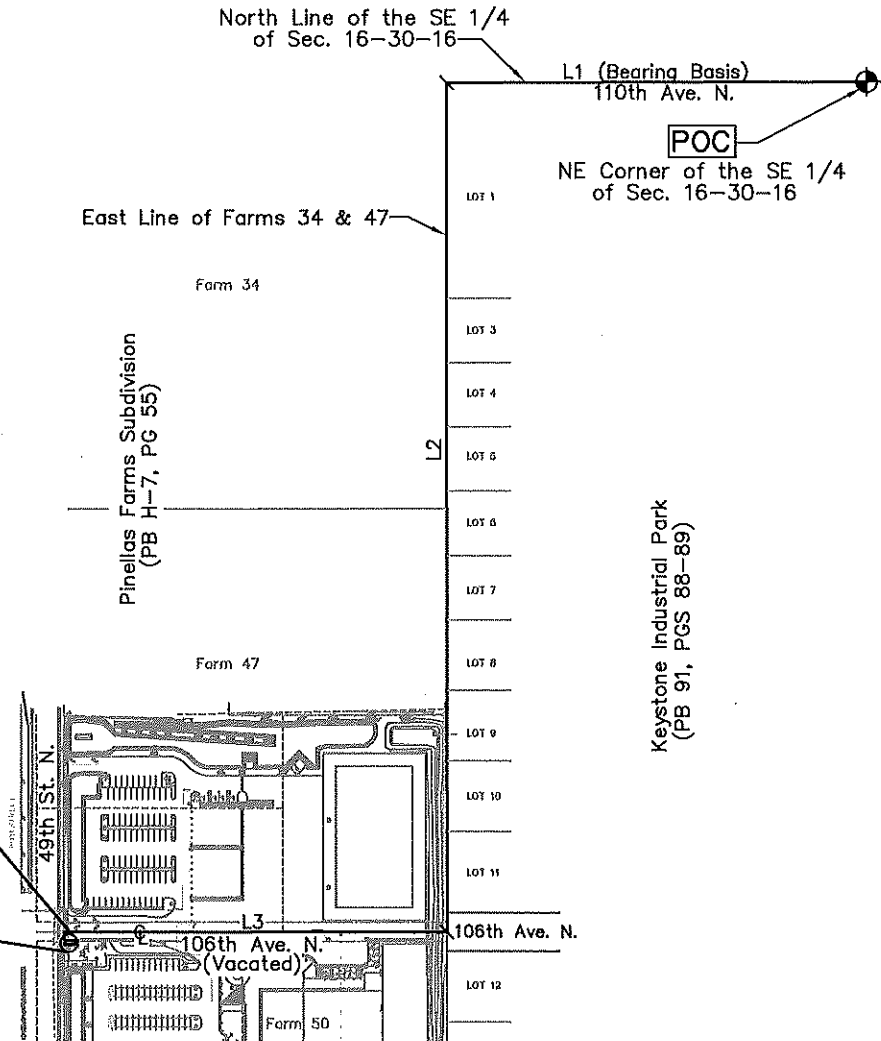 North Line of the SE 1/4
of Sec. 16-30-16
L1 (Bearing Basis)
110th Ave. N.
POC
NE Corner of the SE 1/4
of Sec. 16-30-16
LOT 1
East Line of Farms 34 & 47
Farm 34
LOT 3
Pinellas Farms Subdivision
(PB H-7, PG 55)
LOT 4
L2
LOT 5
LOT 6
Keystone Industrial Park
(PB 91, PGS 88-89)
LOT 7
Farm 47
LOT 8
LOT 9
49th St. N.
LOT 10
LOT 11
L3
106th Ave. N.
(Vacated)
106th Ave. N.
LOT 12
Farm 50